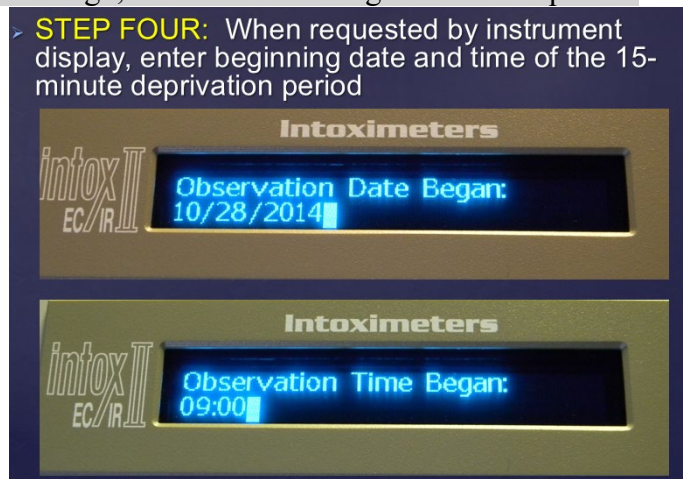 STEP FOUR: When requested by instrument
display, enter beginning date and time of the 15-
minute deprivation period
Intoximeters
intox II
EC/IR II
Observation Date Began:
10/28/2014
Intoximeters
intox II
EC/IR II
Observation Time Began:
09:00